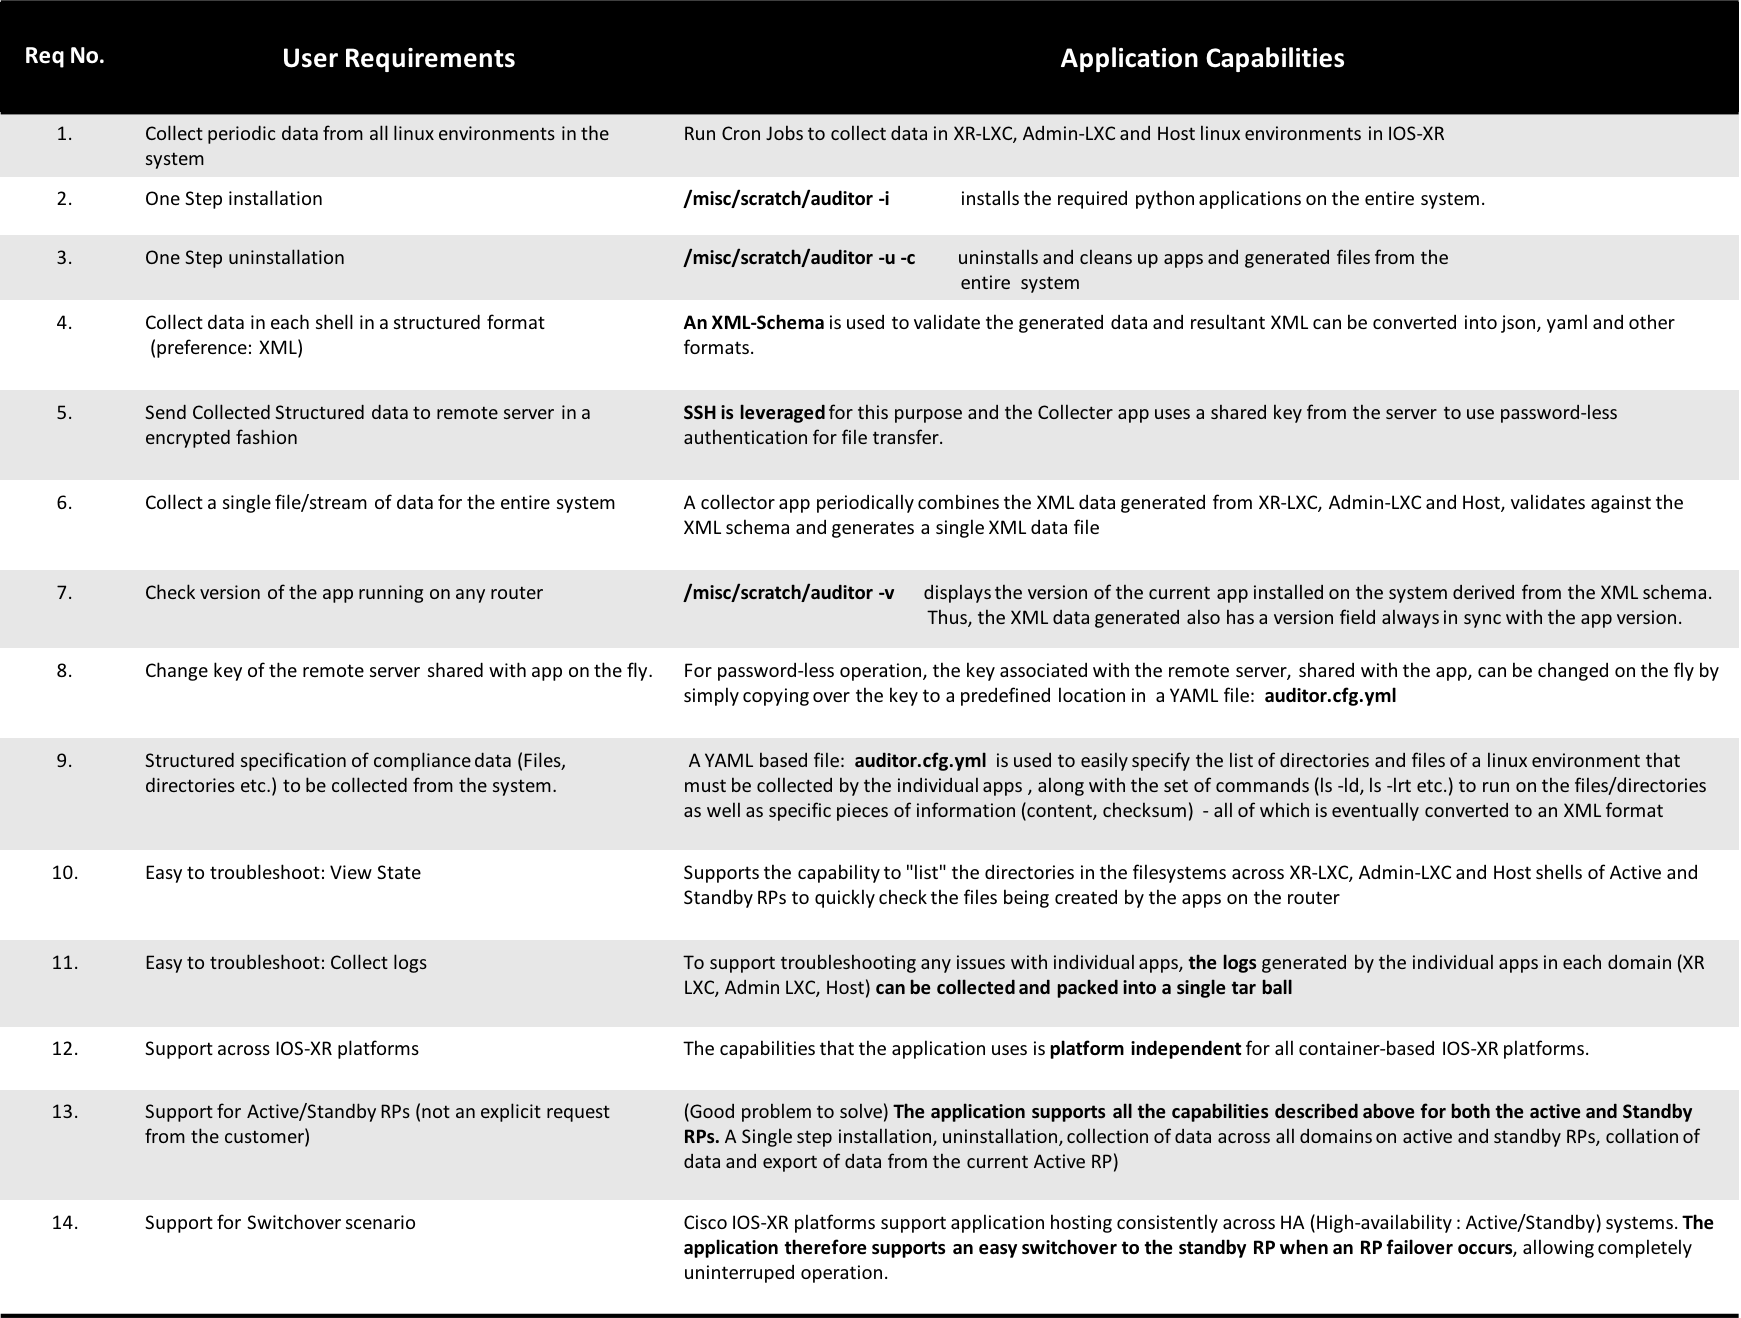 Req No. User Requirements Application Capabilities
1. Collect periodic data from all linux environments in the Run Cron Jobs to collect data in XR-LXC, Admin-LXC and Host linux environments in IOS-XR
system
2. One Step installation /misc/scratch/auditor -i installs the required python applications on the entire system.
3. One Step uninstallation /misc/scratch/auditor -u -c uninstalls and cleans up apps and generated files from the
entire system
4. Collect data in each shell in a structured format An XML-Schema is used to validate the generated data and resultant XML can be converted into json, yaml and other
(preference: XML) formats.
5. Send Collected Structured data to remote server in a SSH is leveraged for this purpose and the Collecter app uses a shared key from the server to use password-less
encrypted fashion authentication for file transfer.
6. Collect a single file/stream of data for the entire system A collector app periodically combines the XML data generated from XR-LXC, Admin-LXC and Host, validates against the
XML schema and generates a single XML data file
7. Check version of the app running on any router /misc/scratch/auditor -v displays the version of the current app installed on the system derived from the XML schema.
Thus, the XML data generated also has a version field always in sync with the app version.
8. Change key of the remote server shared with app on the fly. For password-less operation, the key associated with the remote server, shared with the app, can be changed on the fly by
simply copying over the key to a predefined location in a YAML file: auditor.cfg.yml
9. Structured specification of compliance data (Files, A YAML based file: auditor.cfg.yml is used to easily specify the list of directories and files of a linux environment that
directories etc.) to be collected from the system. must be collected by the individual apps , along with the set of commands (ls -ld, ls -lrt etc.) to run on the files/directories
as well as specific pieces of information (content, checksum) - all of which is eventually converted to an XML format
10. Easy to troubleshoot: View State Supports the capability to "list" the directories in the filesystems across XR-LXC, Admin-LXC and Host shells of Active and
Standby RPs to quickly check the files being created by the apps on the router
11. Easy to troubleshoot: Collect logs To support troubleshooting any issues with individual apps, the logs generated by the individual apps in each domain (XR
LXC, Admin LXC, Host) can be collected and packed into a single tar ball
12. Support across IOS-XR platforms The capabilities that the application uses is platform independent for all container-based IOS-XR platforms.
13. Support for Active/Standby RPs (not an explicit request (Good problem to solve) The application supports all the capabilities described above for both the active and Standby
from the customer) RPs. A Single step installation, uninstallation, collection of data across all domains on active and standby RPs, collation of
data and export of data from the current Active RP)
14. Support for Switchover scenario Cisco IOS-XR platforms support application hosting consistently across HA (High-availability : Active/Standby) systems. The
application therefore supports an easy switchover to the standby RP when an RP failover occurs, allowing completely
uninterruped operation.